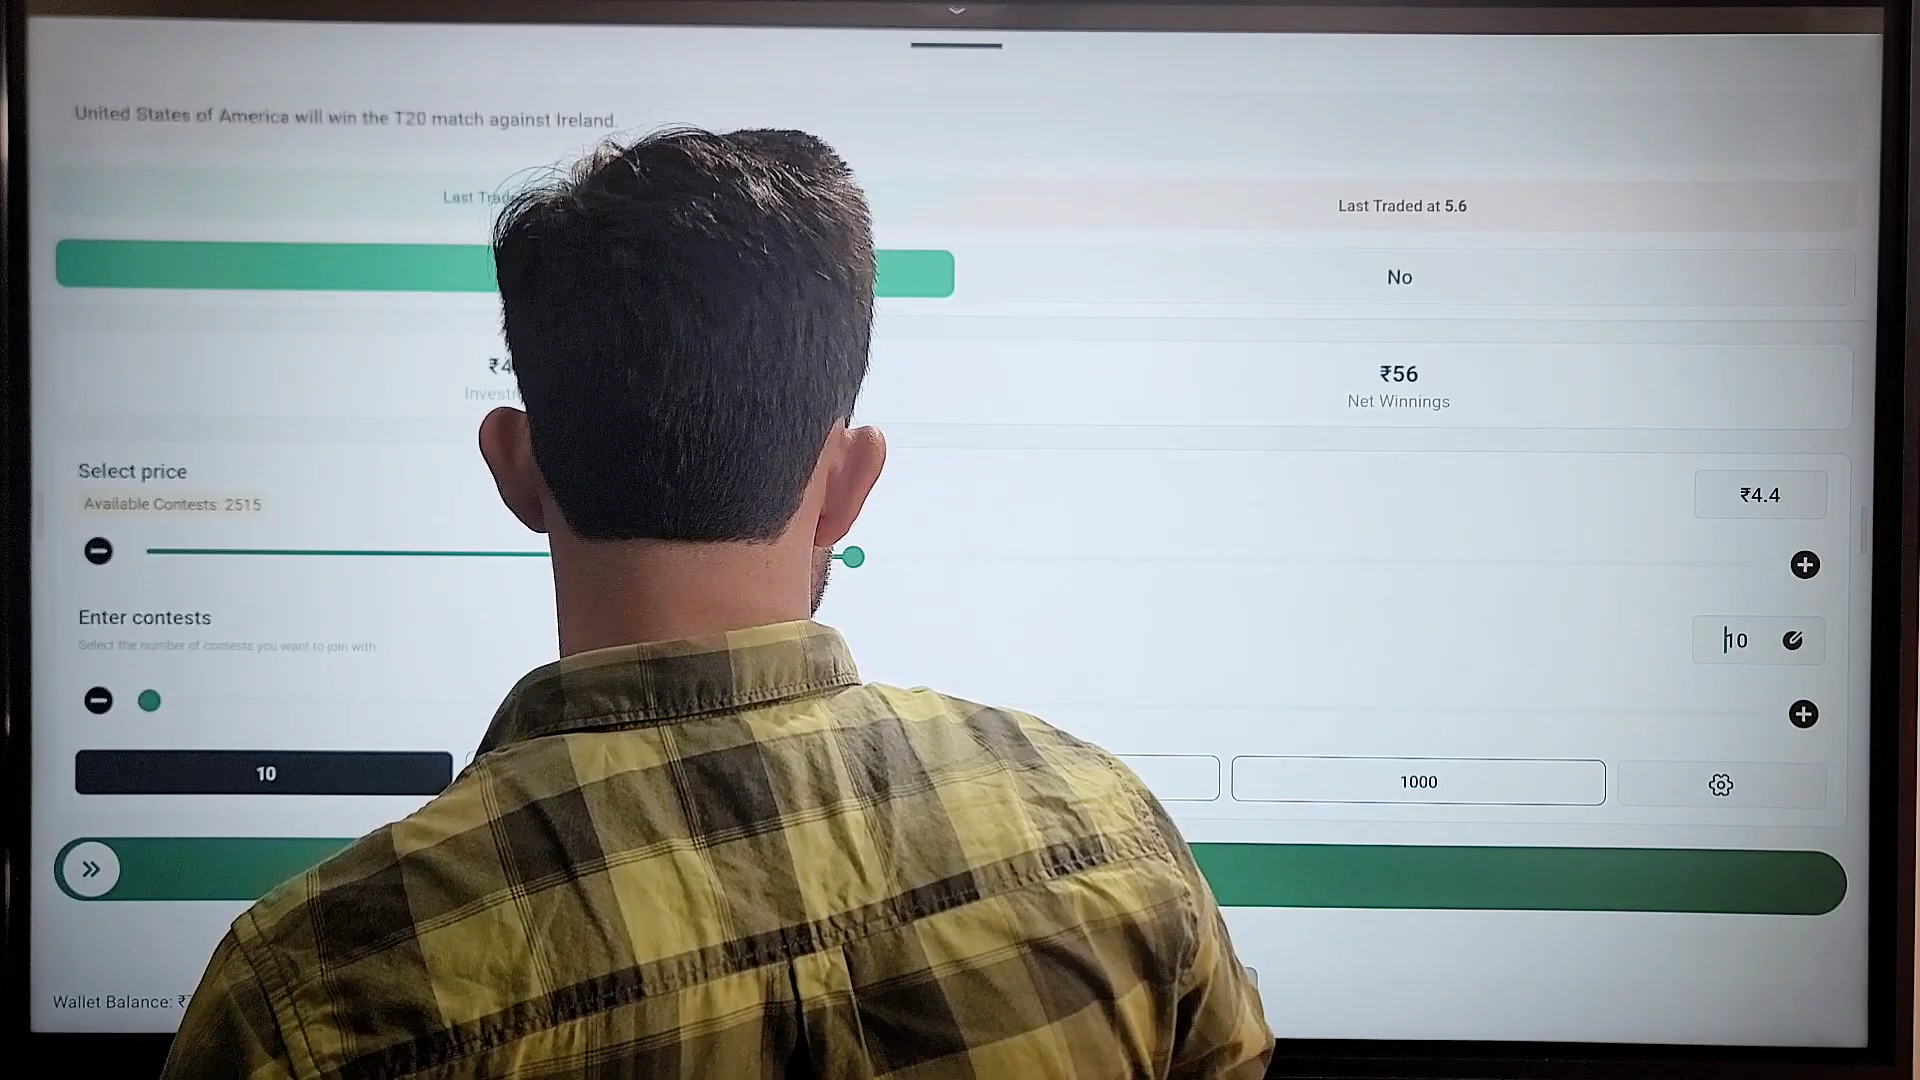 United States of America will win the T20 match against Ireland.
Last
Last Traded at 5.6
No
₹4
₹56
Net Winnings
Select price
Available Contests: 2515
₹4.4
Enter contests
Select the number of contests you want to join with
10
10
1000
Wallet Balance: ₹